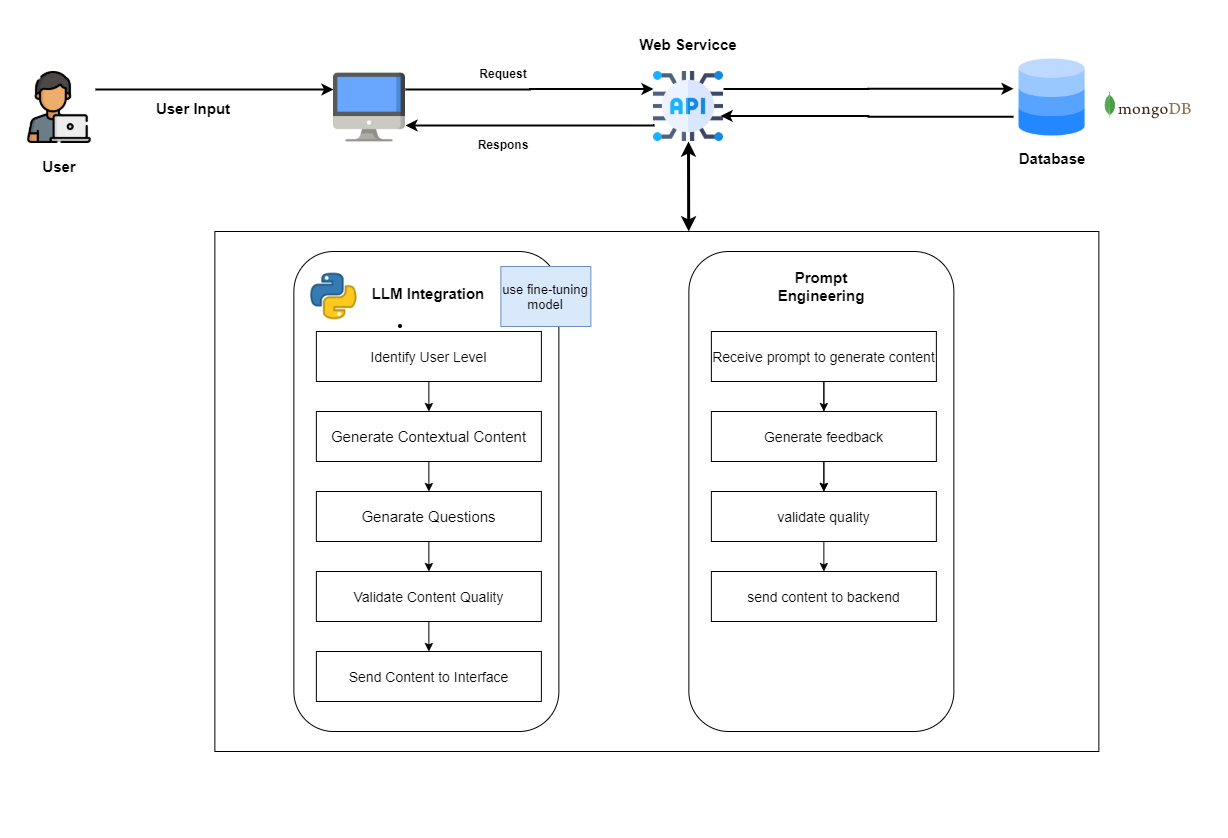 Web Servicce
Request
User Input
API
mongoDB
Respons
User
Database
LLM Integration
use fine-tuning
model
Prompt
Engineering
Identify User Level
Generate Contextual Content
Genarate Questions
Validate Content Quality
Send Content to Interface
Receive prompt to generate content
Generate feedback
validate quality
send content to backend